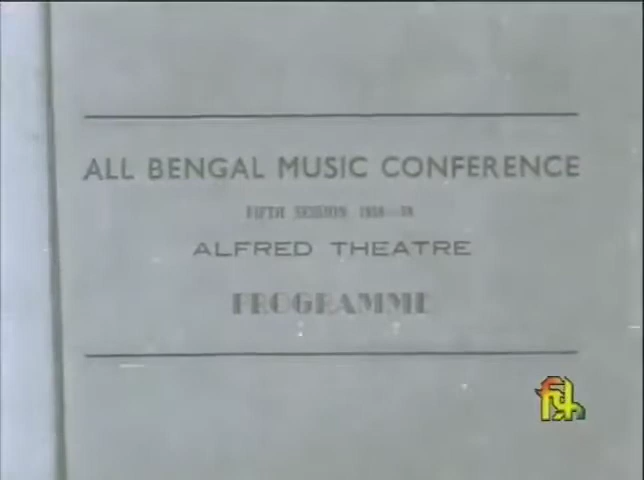 ALL BENGAL MUSIC CONFERENCE
FIFTH SESSION
ALFRED THEATRE
PROGRAMME